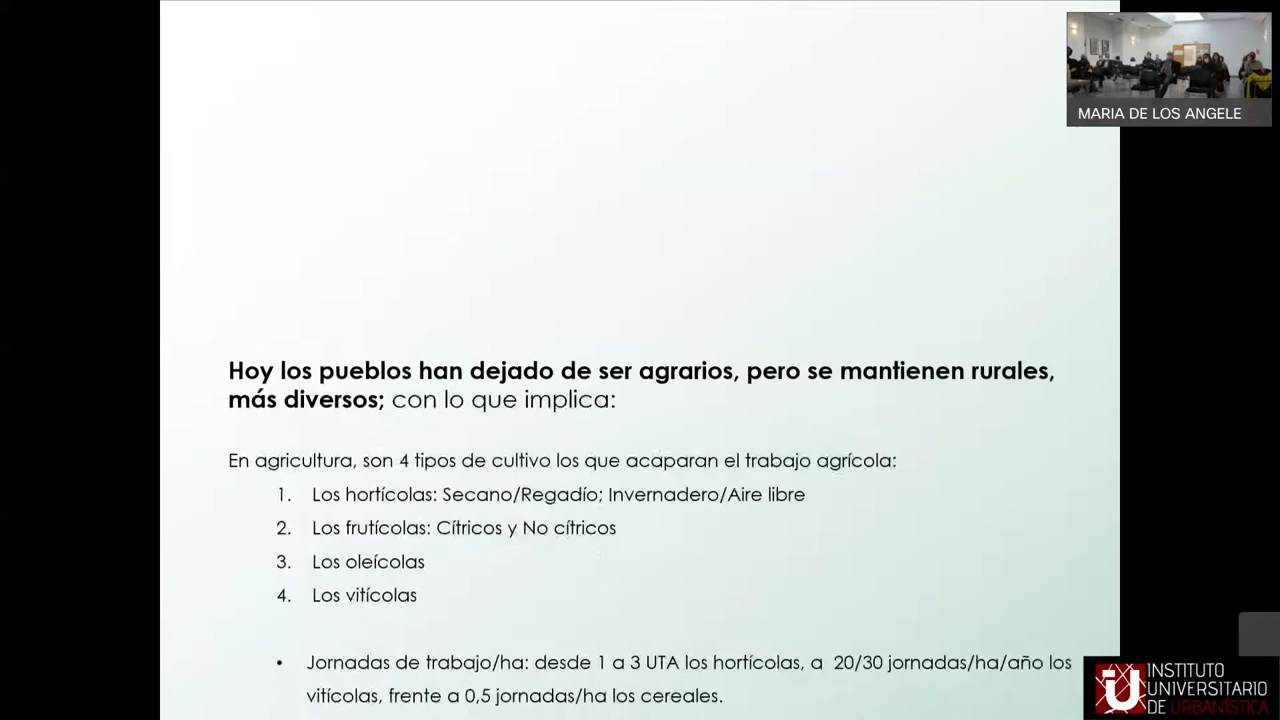 MARIA DE LOS ANGELE
Hoy los pueblos han dejado de ser agrarios, pero se mantienen rurales,
más diversos; con lo que implica:
En agricultura, son 4 tipos de cultivo los que acaparan el trabajo agrícola:
1. Los hortícolas: Secano/Regadío; Invernadero/Aire libre
2. Los frutícolas: Cítricos y No cítricos
3. Los oleícolas
4. Los vitícolas
• Jornadas de trabajo/ha: desde 1 a 3 UTA los hortícolas, a 20/30 jornadas/ha/año los
vitícolas, frente a 0,5 jornadas/ha los cereales.
INSTITUTO
UNIVERSITARIO
DE URBANÍSTICA